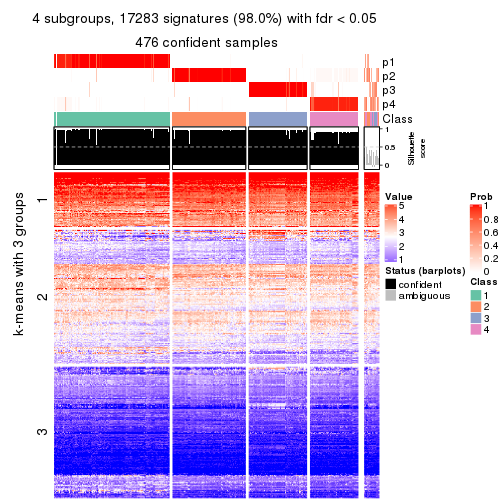 4 subgroups, 17283 signatures (98.0%) with fdr < 0.05
476 confident samples
p1
p2
p3
p4
Class
1
0.5
0
Silhouette
score
k-means with 3 groups
1
2
3
Value
5
4
3
2
1
Status (barplots)
confident
ambiguous
Prob
1
0.8
0.6
0.4
0.2
0
Class
1
2
3
4